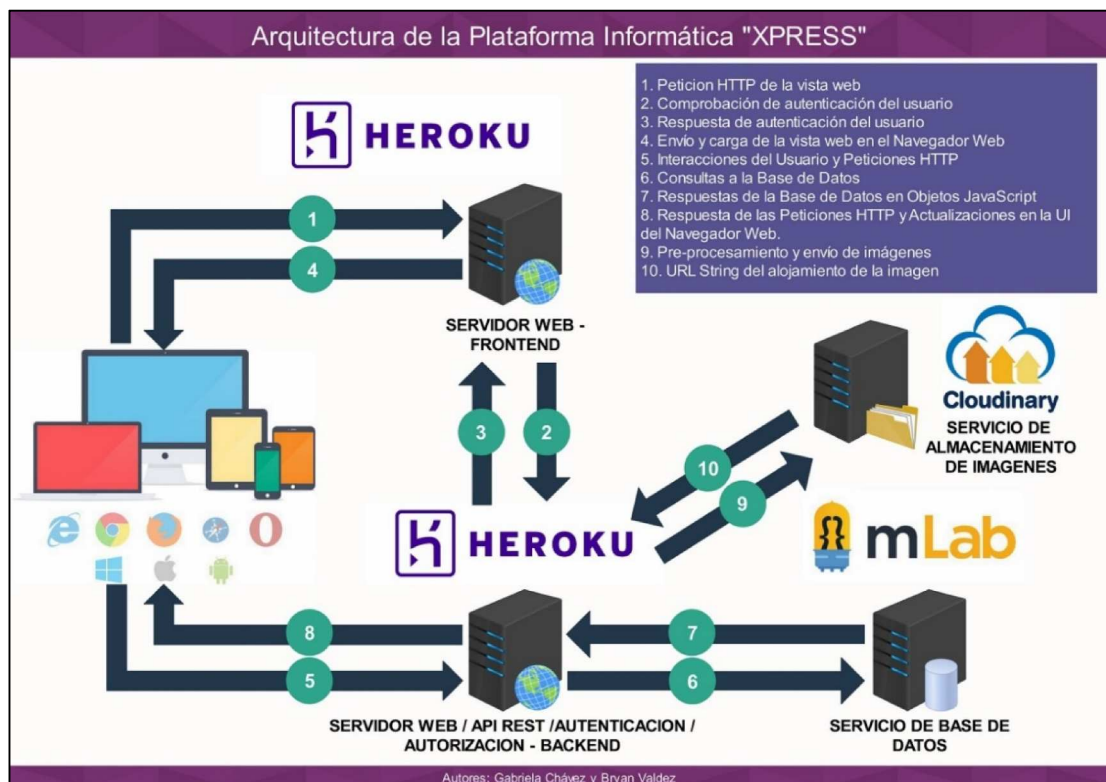 Arquitectura de la Plataforma Informática "XPRESS"
1. Peticion HTTP de la vista web
2. Comprobación de autenticación del usuario
3. Respuesta de autenticación del usuario
4. Envío y carga de la vista web en el Navegador Web
5. Interacciones del Usuario y Peticiones HTTP
6. Consultas a la Base de Datos
7. Respuestas de la Base de Datos en Objetos JavaScript
8. Respuesta de las Peticiones HTTP y Actualizaciones en la UI
del Navegador Web.
9. Pre-procesamiento y envío de imágenes
10. URL String del alojamiento de la imagen
HEROKU
1
4
SERVIDOR WEB -
FRONTEND
Cloudinary
SERVICIO DE
ALMACENAMIENTO
DE IMAGENES
3
2
10
9
HEROKU
mLab
8
7
5
6
SERVIDOR WEB / API REST /AUTENTICACION /
AUTORIZACION - BACKEND
SERVICIO DE BASE DE
DATOS
Autores: Gabriela Chávez y Bryan Valdez